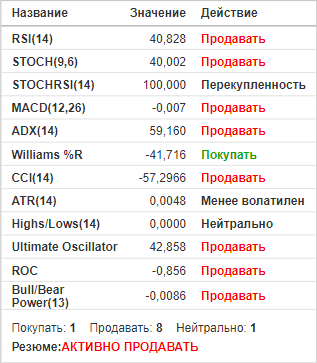 Название Значение Действие
RSI(14) 40,828 Продавать
STOCH(9,6) 40,002 Продавать
STOCHRSI(14) 100,000 Перекупленность
MACD(12,26) -0,007 Продавать
ADX(14) 59,160 Продавать
Williams %R -41,716 Покупать
CCI(14) -57,2966 Продавать
ATR(14) 0,0048 Менее волатилен
Highs/Lows(14) 0,0000 Нейтрально
Ultimate Oscillator 42,858 Продавать
ROC -0,856 Продавать
Bull/Bear
Power(13) -0,0086 Продавать
Покупать: 1 Продавать: 8 Нейтрально: 1
Резюме:АКТИВНО ПРОДАВАТЬ